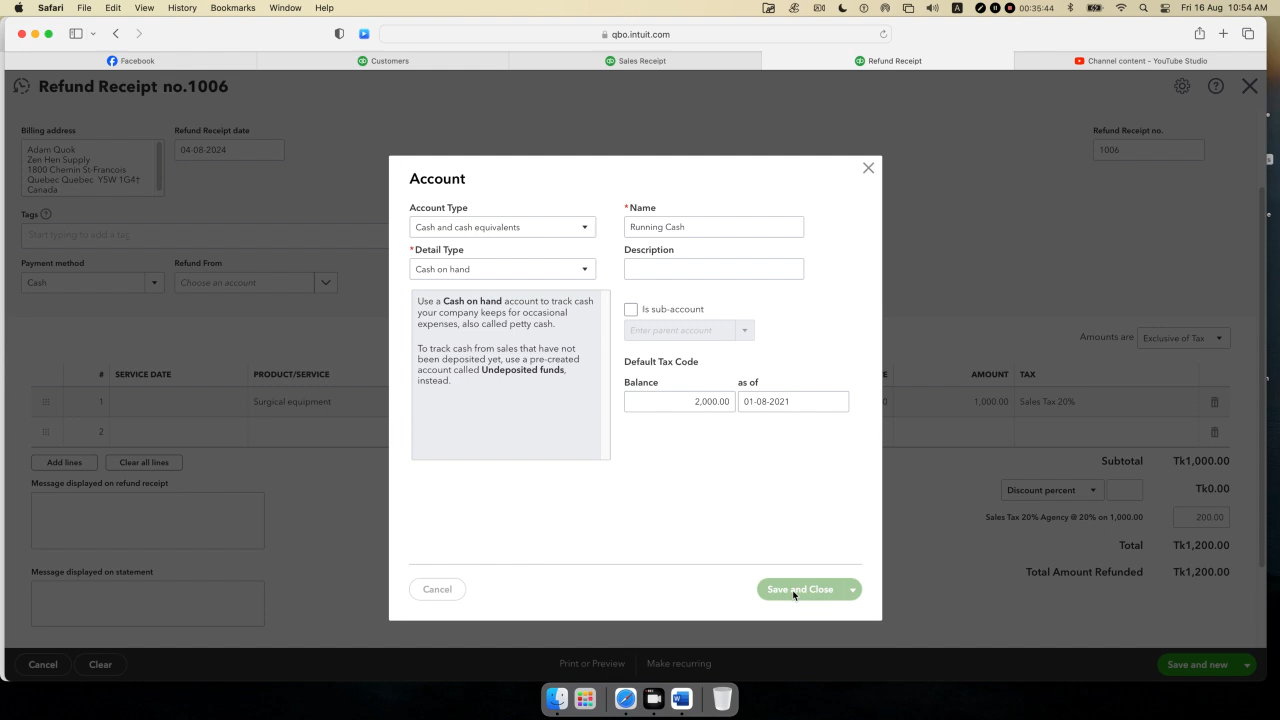 Safari File Edit View History Bookmarks Window Help 00:35:44 A Fri 16 Aug 10:54 AM
qbo.intuit.com
Facebook Customers Sales Receipt Refund Receipt Channel content – YouTube Studio
Refund Receipt no.1006
Billing address
Adam Quok
Zen Hen Supply
1800 Chemin St-Francois
Quebec Quebec Y5W 1G4†
Canada
Refund Receipt date
04-08-2024
Refund Receipt no.
1006
Tags
Start typing to add a tag
Payment method
Cash
Refund From
Choose an account
Amounts are Exclusive of Tax
# SERVICE DATE PRODUCT/SERVICE AMOUNT TAX
1 Surgical equipment 1,000.00 Sales Tax 20%
2
Add lines Clear all lines
Message displayed on refund receipt
Message displayed on statement
Subtotal Tk1,000.00
Discount percent Tk0.00
Sales Tax 20% Agency @ 20% on 1,000.00 200.00
Total Tk1,200.00
Total Amount Refunded Tk1,200.00
Account
Account Type
Cash and cash equivalents
*Detail Type
Cash on hand
Use a Cash on hand account to track cash
your company keeps for occasional
expenses, also called petty cash.
To track cash from sales that have not
been deposited yet, use a pre-created
account called Undeposited funds,
instead.
*Name
Running Cash
Description
Is sub-account
Enter parent account
Default Tax Code
Balance as of
2,000.00 01-08-2021
Cancel Save and Close
Cancel Clear Print or Preview Make recurring Save and new